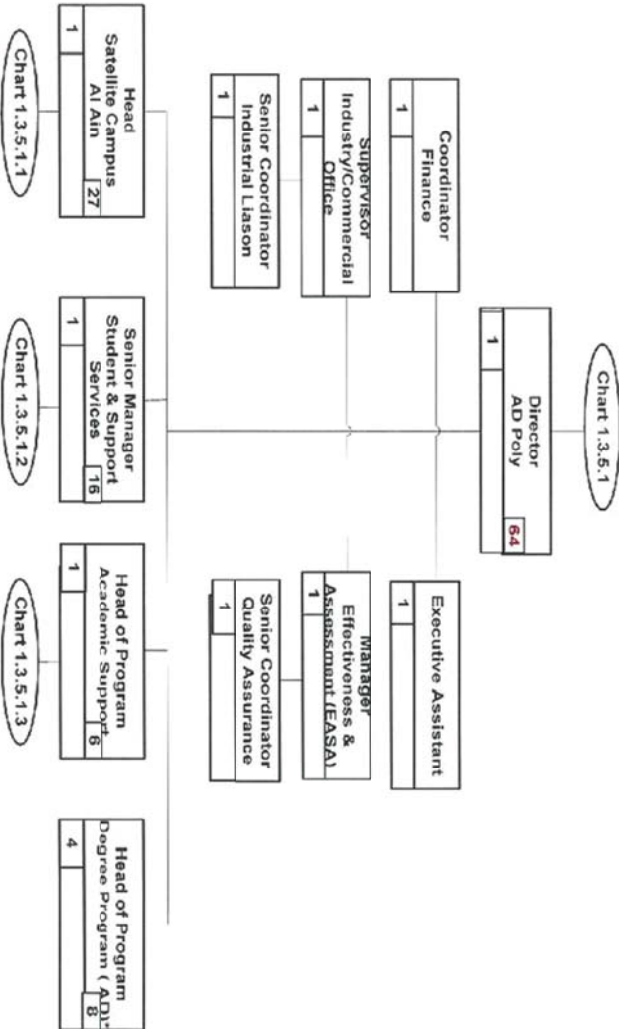 Chart 1.3.5.1
Director
AD Poly
64
1
Coordinator
Finance
1
Executive Assistant
1
Supervisor
Industry/Commercial
Office
1
Manager
Effectiveness &
Assessment (EASA)
1
Senior Coordinator
Industrial Liason
1
Senior Coordinator
Quality Assurance
1
Head
Satellite Campus
Al Ain
27
1
Chart 1.3.5.1.1
Senior Manager
Student & Support
Services
16
1
Chart 1.3.5.1.2
Head of Program
Academic Support
6
1
Chart 1.3.5.1.3
Head of Program
Degree Program ( AD)*
8
4